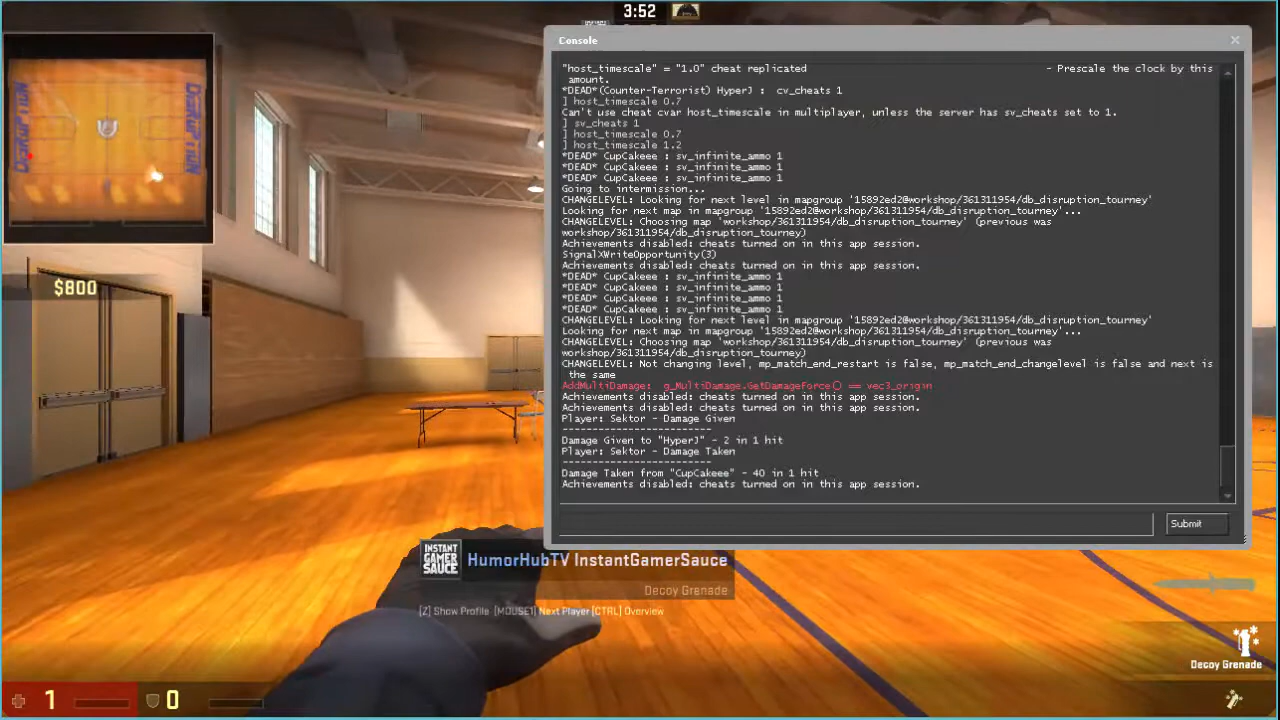 3:52
Console
"host_timescale" = "1.0" cheat replicated - Prescale the clock by this
amount.
*DEAD*(Counter-Terrorist) HyperJ : cv_cheats 1
] host_timescale 0.7
Can't use cheat cvar host_timescale in multiplayer, unless the server has sv_cheats set to 1.
] sv_cheats 1
] host_timescale 0.7
] host_timescale 1.2
*DEAD* CupCakeee : sv_infinite_ammo 1
*DEAD* CupCakeee : sv_infinite_ammo 1
*DEAD* CupCakeee : sv_infinite_ammo 1
Going to intermission...
CHANGELEVEL: Looking for next level in mapgroup '15892ed2@workshop/361311954/db_disruption_tourney'
Looking for next map in mapgroup '15892ed2@workshop/361311954/db_disruption_tourney'...
CHANGELEVEL: Choosing map 'workshop/361311954/db_disruption_tourney' (previous was
workshop/361311954/db_disruption_tourney)
Achievements disabled: cheats turned on in this app session.
SignalXWriteOpportunity(3)
Achievements disabled: cheats turned on in this app session.
*DEAD* CupCakeee : sv_infinite_ammo 1
*DEAD* CupCakeee : sv_infinite_ammo 1
*DEAD* CupCakeee : sv_infinite_ammo 1
*DEAD* CupCakeee : sv_infinite_ammo 1
CHANGELEVEL: Looking for next level in mapgroup '15892ed2@workshop/361311954/db_disruption_tourney'
Looking for next map in mapgroup '15892ed2@workshop/361311954/db_disruption_tourney'...
CHANGELEVEL: Choosing map 'workshop/361311954/db_disruption_tourney' (previous was
workshop/361311954/db_disruption_tourney)
CHANGELEVEL: Not changing level, mp_match_end_restart is false, mp_match_end_changelevel is false and next is
the same
AddMultiDamage: g_MultiDamage.GetDamageForce() == vec3_origin
Achievements disabled: cheats turned on in this app session.
Achievements disabled: cheats turned on in this app session.
Player: Sektor - Damage Given
-------------------------
Damage Given to "HyperJ" - 2 in 1 hit
Player: Sektor - Damage Taken
-------------------------
Damage Taken from "CupCakeee" - 40 in 1 hit
Achievements disabled: cheats turned on in this app session.
Submit
$800
INSTANT
GAMER
SAUCE
HumorHubTV InstantGamerSauce
Decoy Grenade
[Z] Show Profile [MOUSE1] Next Player [CTRL] Overview
Decoy Grenade
1
0